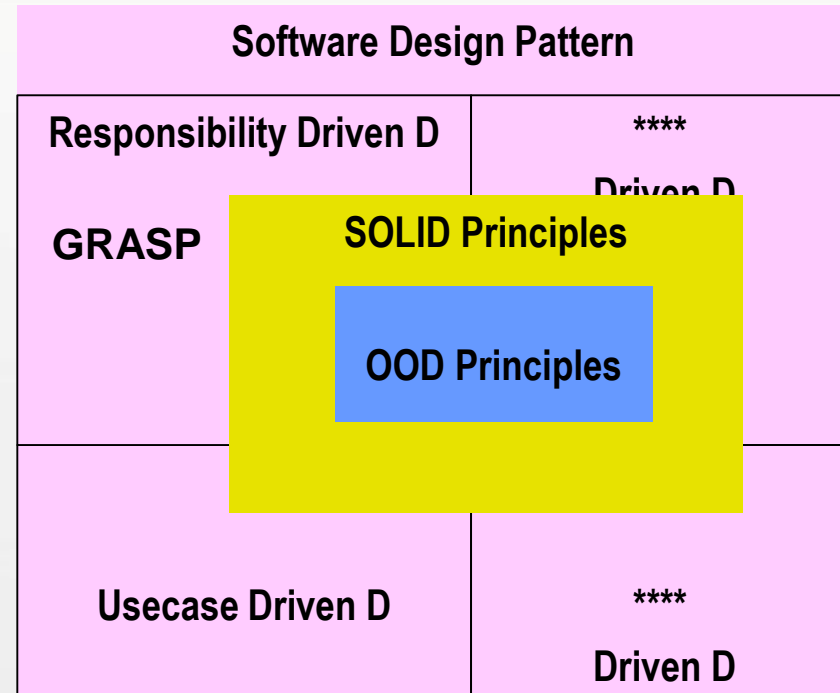 Software Design Pattern
Responsibility Driven D
****
Driven D
GRASP
SOLID Principles
OOD Principles
Usecase Driven D
****
Driven D